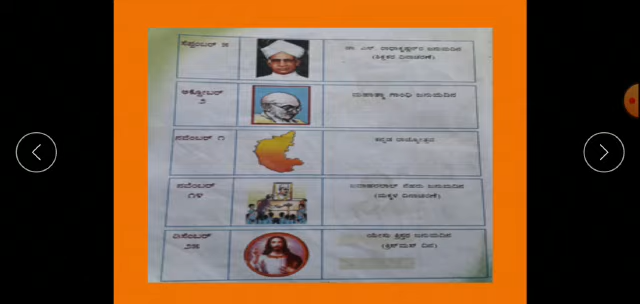 ಸೆಪ್ಟಂಬರ್ ೫
ಡಾ. ಎಸ್. ರಾಧಾಕೃಷ್ಣನ್‌ರ ಜನುಮದಿನ
(ಶಿಕ್ಷಕರ ದಿನಾಚರಣೆ)
ಅಕ್ಟೋಬರ್
೨
ಮಹಾತ್ಮಾ ಗಾಂಧಿ ಜನುಮದಿನ
ನವೆಂಬರ್ ೧
ಕನ್ನಡ ರಾಜ್ಯೋತ್ಸವ
ನವೆಂಬರ್
೧೪
ಜವಾಹರಲಾಲ್ ನೆಹರು ಜನುಮದಿನ
(ಮಕ್ಕಳ ದಿನಾಚರಣೆ)
ಡಿಸೆಂಬರ್
೨೫
ಯೇಸು ಕ್ರಿಸ್ತರ ಜನುಮದಿನ
(ಕ್ರಿಸ್‌ಮಸ್ ದಿನ)